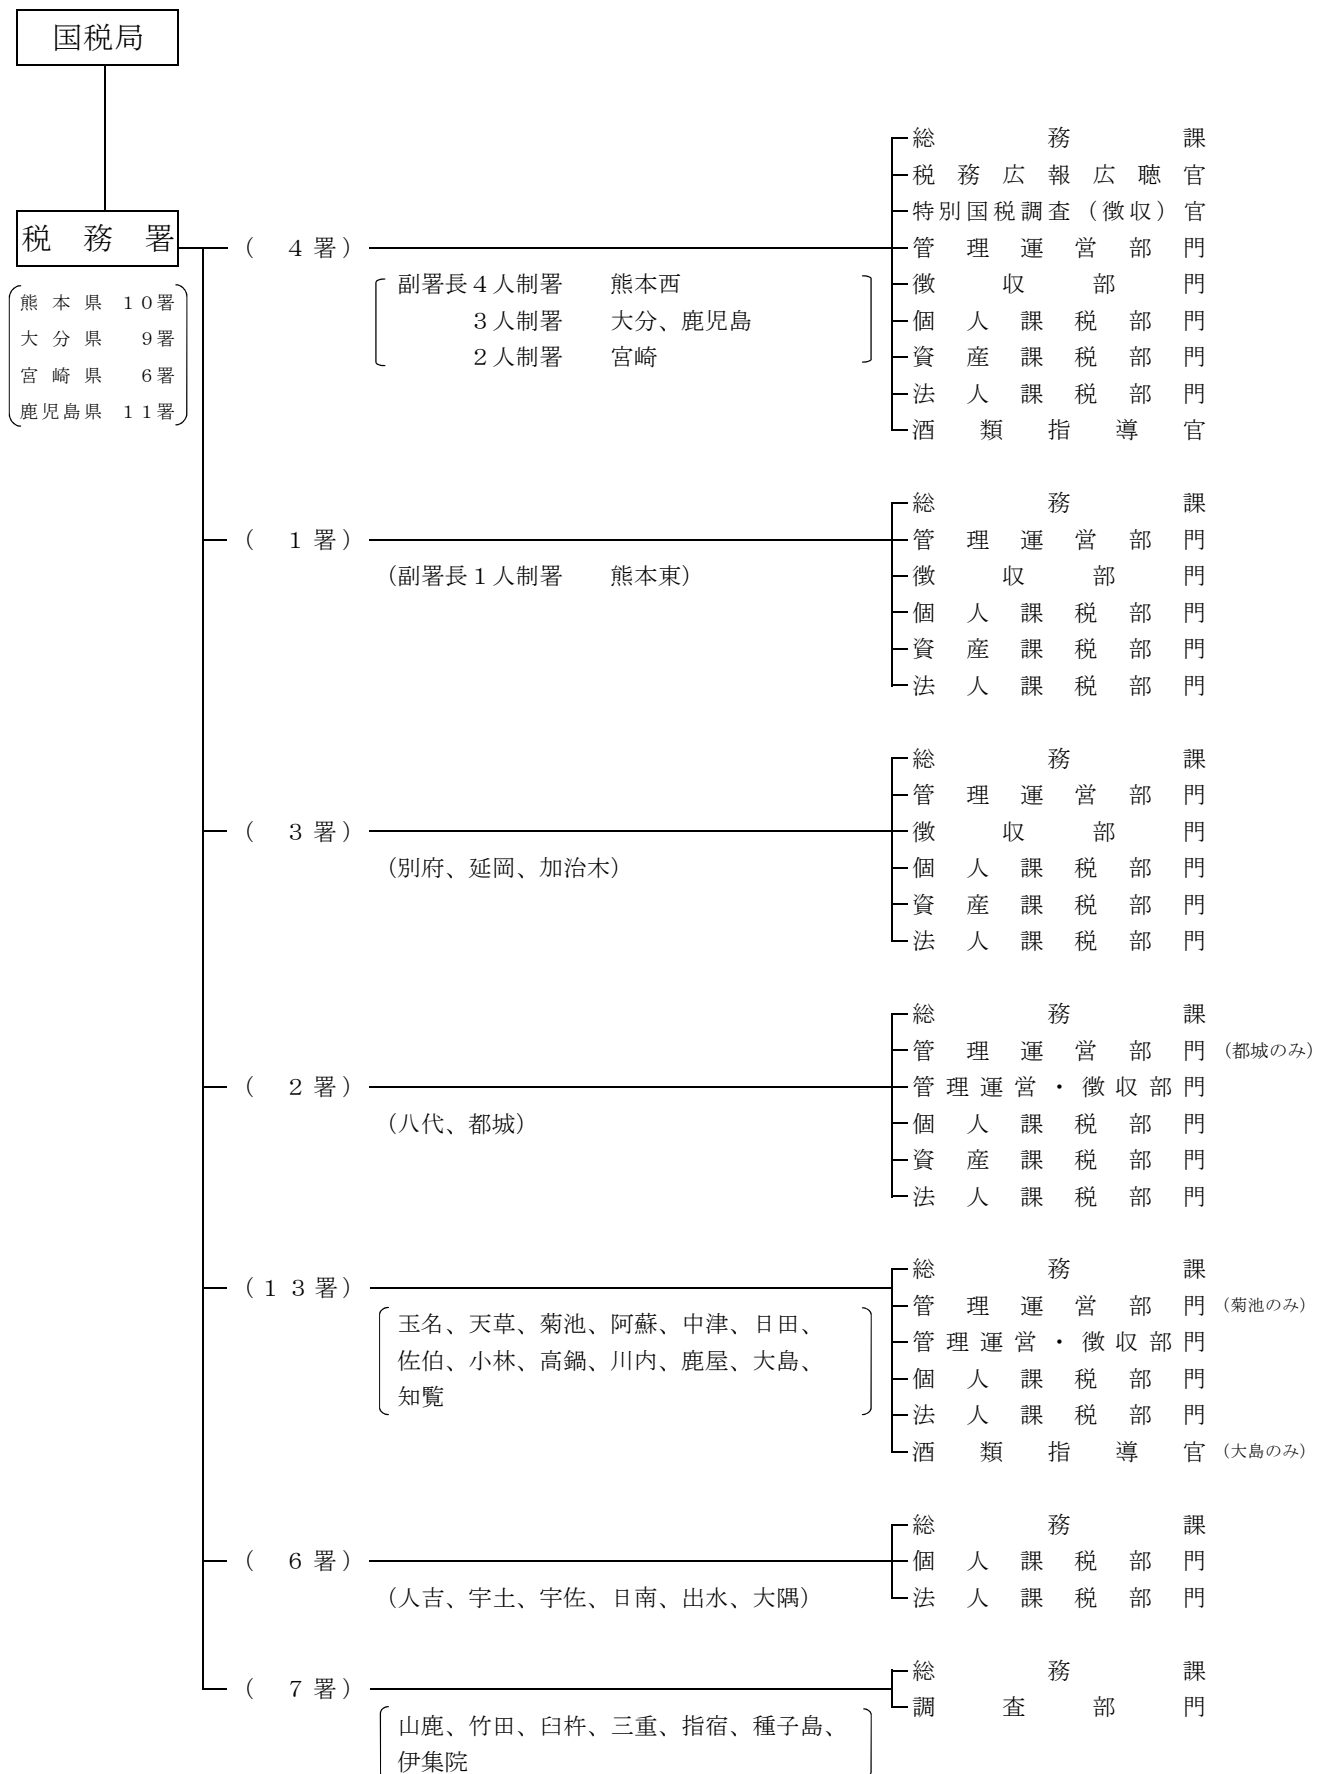 国税局
税務署
熊本県 10署
大分県 9署
宮崎県 6署
鹿児島県 11署
( 4署)
副署長4人制署 熊本西
3人制署 大分、鹿児島
2人制署 宮崎
総務課
税務広報広聴官
特別国税調査(徴収)官
管理運営部門
徴収部門
個人課税部門
資産課税部門
法人課税部門
酒類指導官
( 1署)
(副署長1人制署 熊本東)
総務課
管理運営部門
徴収部門
個人課税部門
資産課税部門
法人課税部門
( 3署)
(別府、延岡、加治木)
総務課
管理運営部門
徴収部門
個人課税部門
資産課税部門
法人課税部門
( 2署)
(八代、都城)
総務課
管理運営部門 (都城のみ)
管理運営・徴収部門
個人課税部門
資産課税部門
法人課税部門
(13署)
玉名、天草、菊池、阿蘇、中津、日田、
佐伯、小林、高鍋、川内、鹿屋、大島、
知覧
総務課
管理運営部門 (菊池のみ)
管理運営・徴収部門
個人課税部門
法人課税部門
酒類指導官 (大島のみ)
( 6署)
(人吉、宇土、宇佐、日南、出水、大隅)
総務課
個人課税部門
法人課税部門
( 7署)
山鹿、竹田、臼杵、三重、指宿、種子島、
伊集院
総務課
調査部門